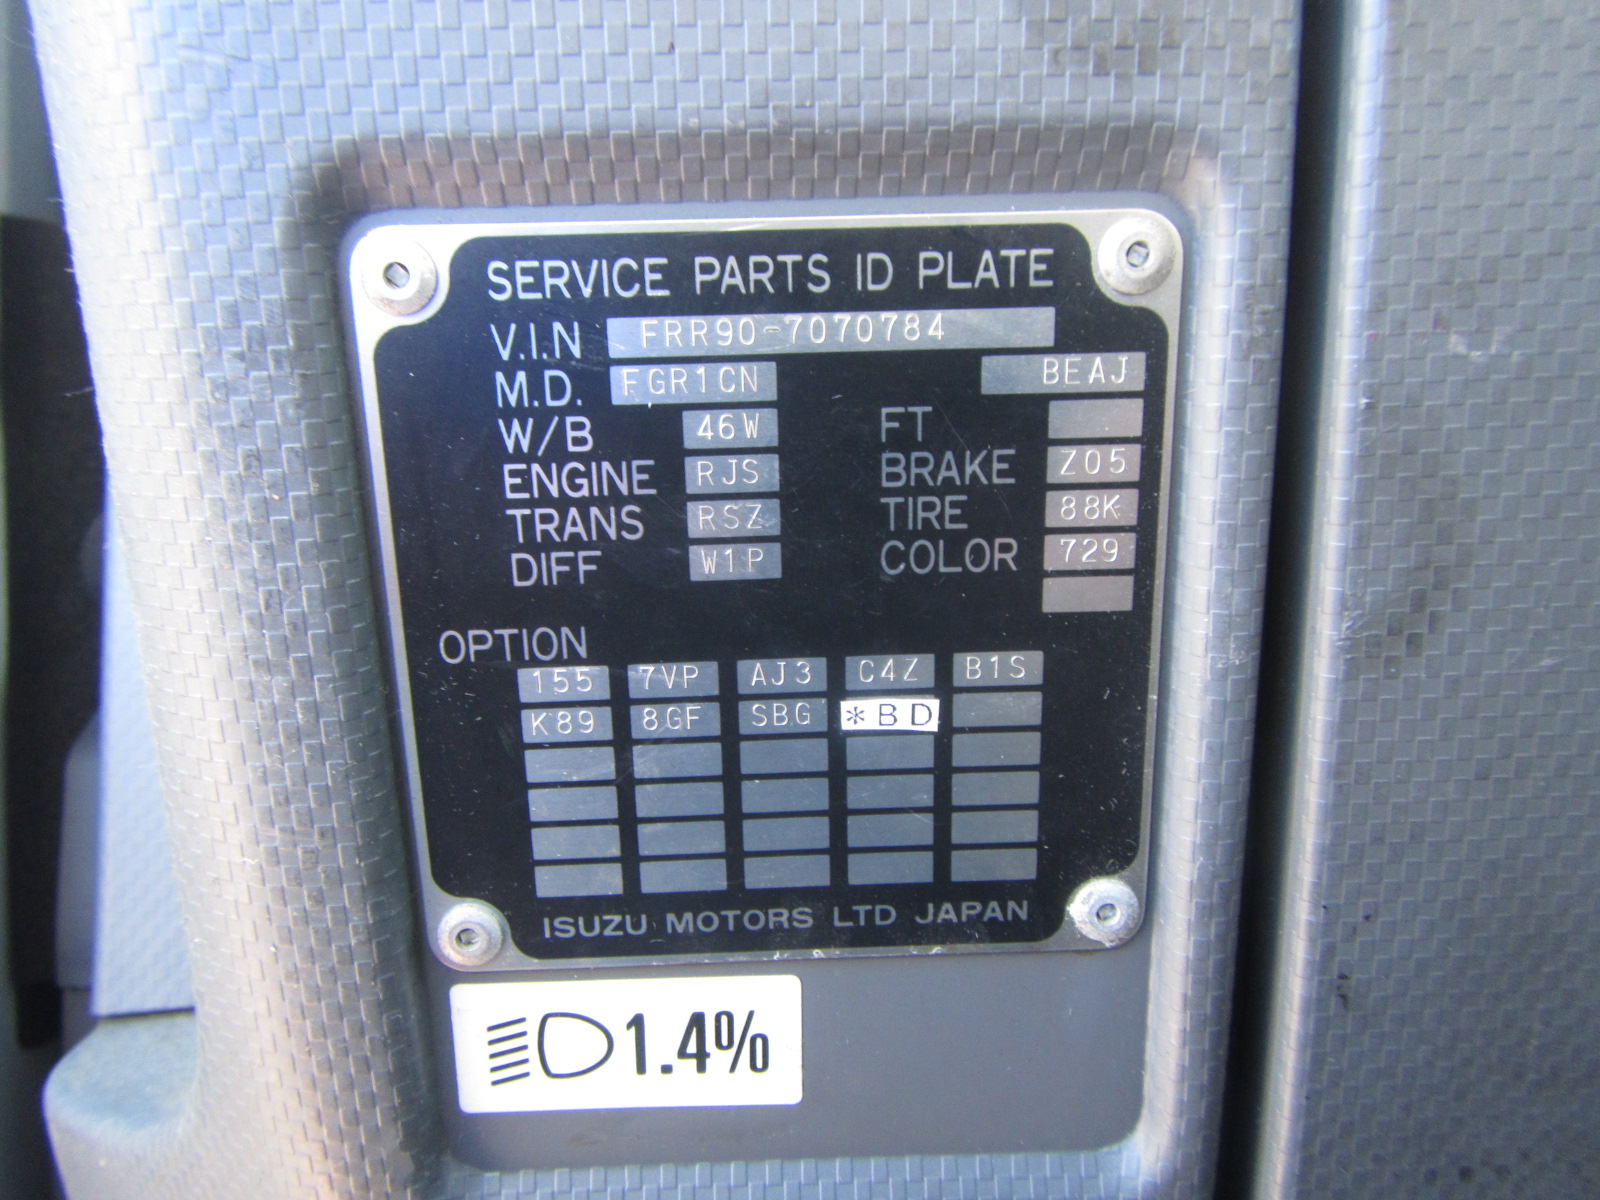 SERVICE PARTS ID PLATE
V.I.N FRR90-7070784
M.D. FGR1CN BEAJ
W/B 46W FT
ENGINE RJS BRAKE Z05
TRANS RSZ TIRE 88K
DIFF W1P COLOR 729
OPTION
155 7VP AJ3 C4Z B1S
K89 8GF SBG *BD
ISUZU MOTORS LTD JAPAN
1.4%